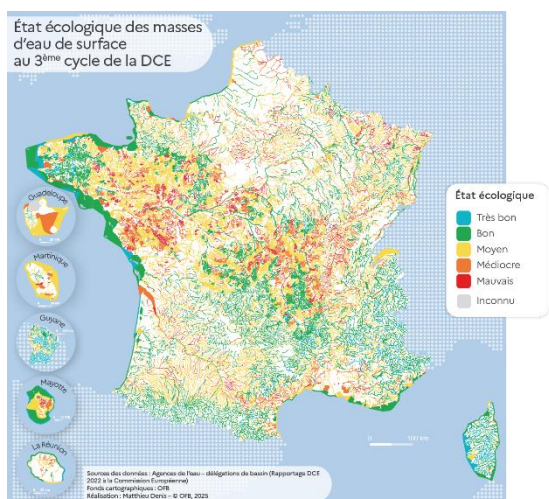 État écologique des masses
d'eau de surface
au 3ème cycle de la DCE
Guadeloupe
Martinique
Guyane
Mayotte
La Réunion
État écologique
Très bon
Bon
Moyen
Médiocre
Mauvais
Inconnu
0 100 km
Sources des données : Agences de l'eau – délégations de bassin (Rapportage DCE
2022 à la Commission Européenne)
Fonds cartographiques : OFB
Réalisation : Matthieu Denis - © OFB, 2025